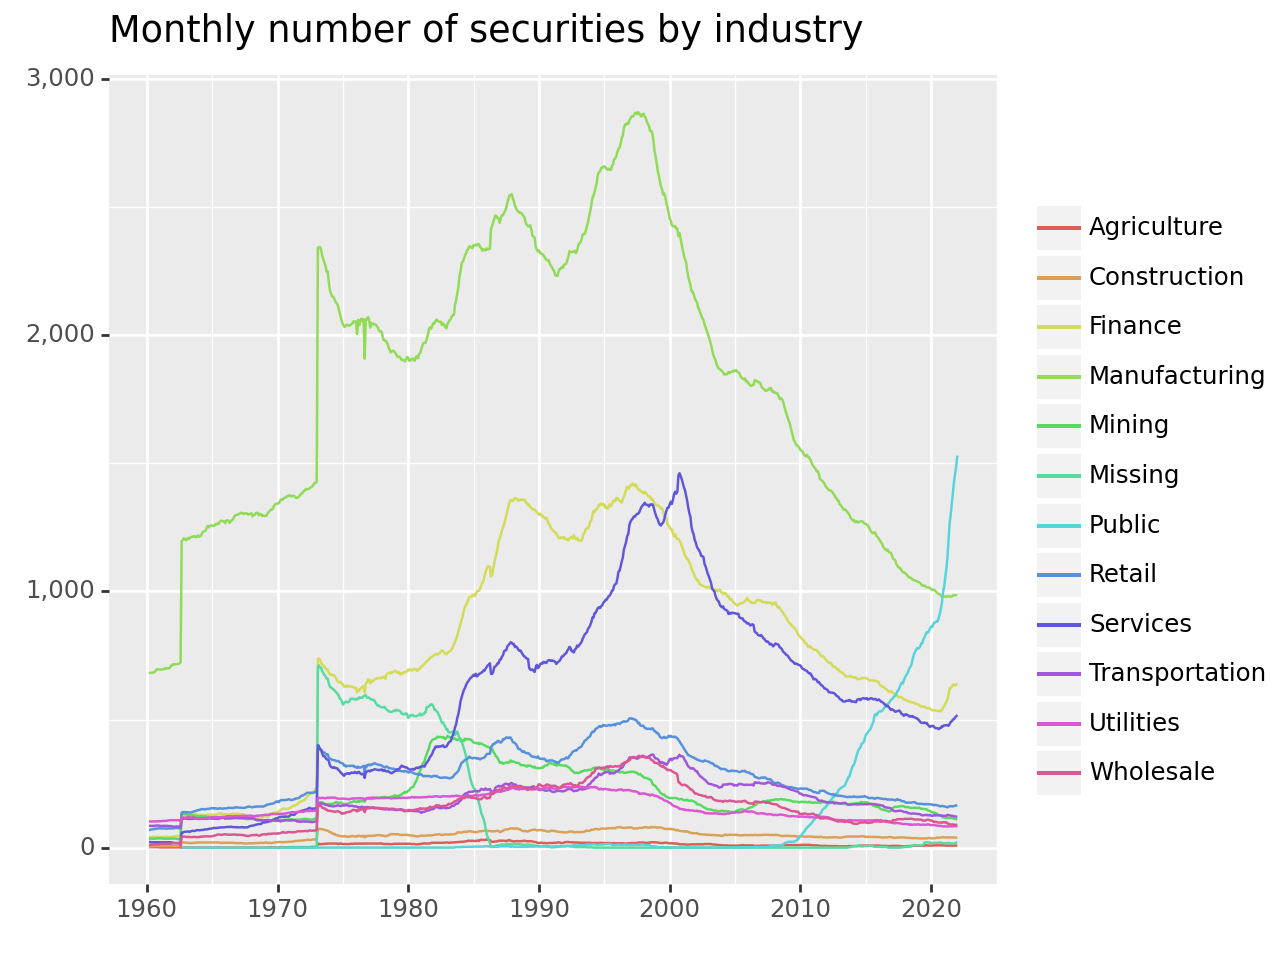 Monthly number of securities by industry
3,000
2,000
1,000
0
1960 1970 1980 1990 2000 2010 2020
Agriculture
Construction
Finance
Manufacturing
Mining
Missing
Public
Retail
Services
Transportation
Utilities
Wholesale